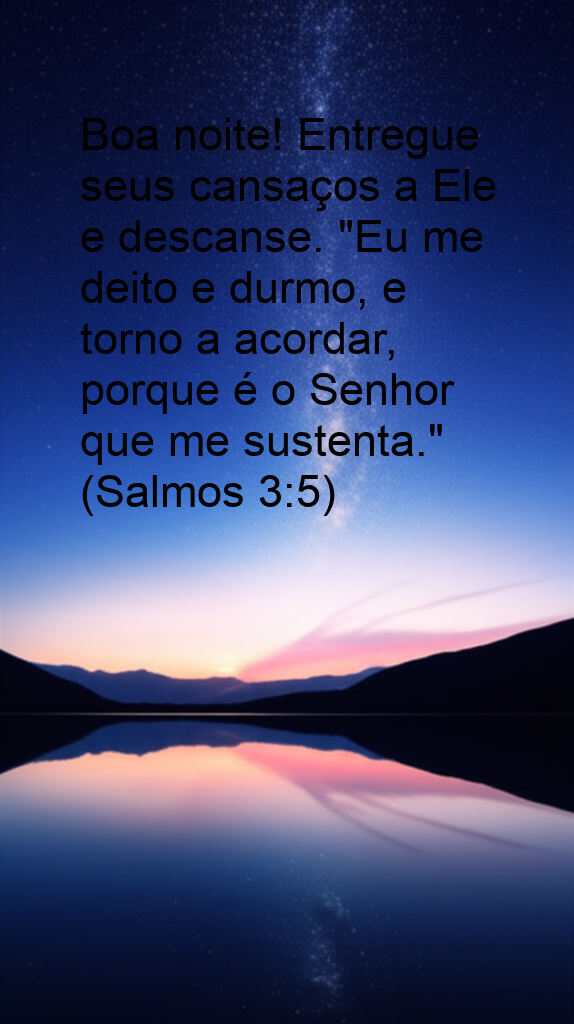 Boa noite! Entregue
seus cansaços a Ele
e descanse. "Eu me
deito e durmo, e
torno a acordar,
porque é o Senhor
que me sustenta."
(Salmos 3:5)